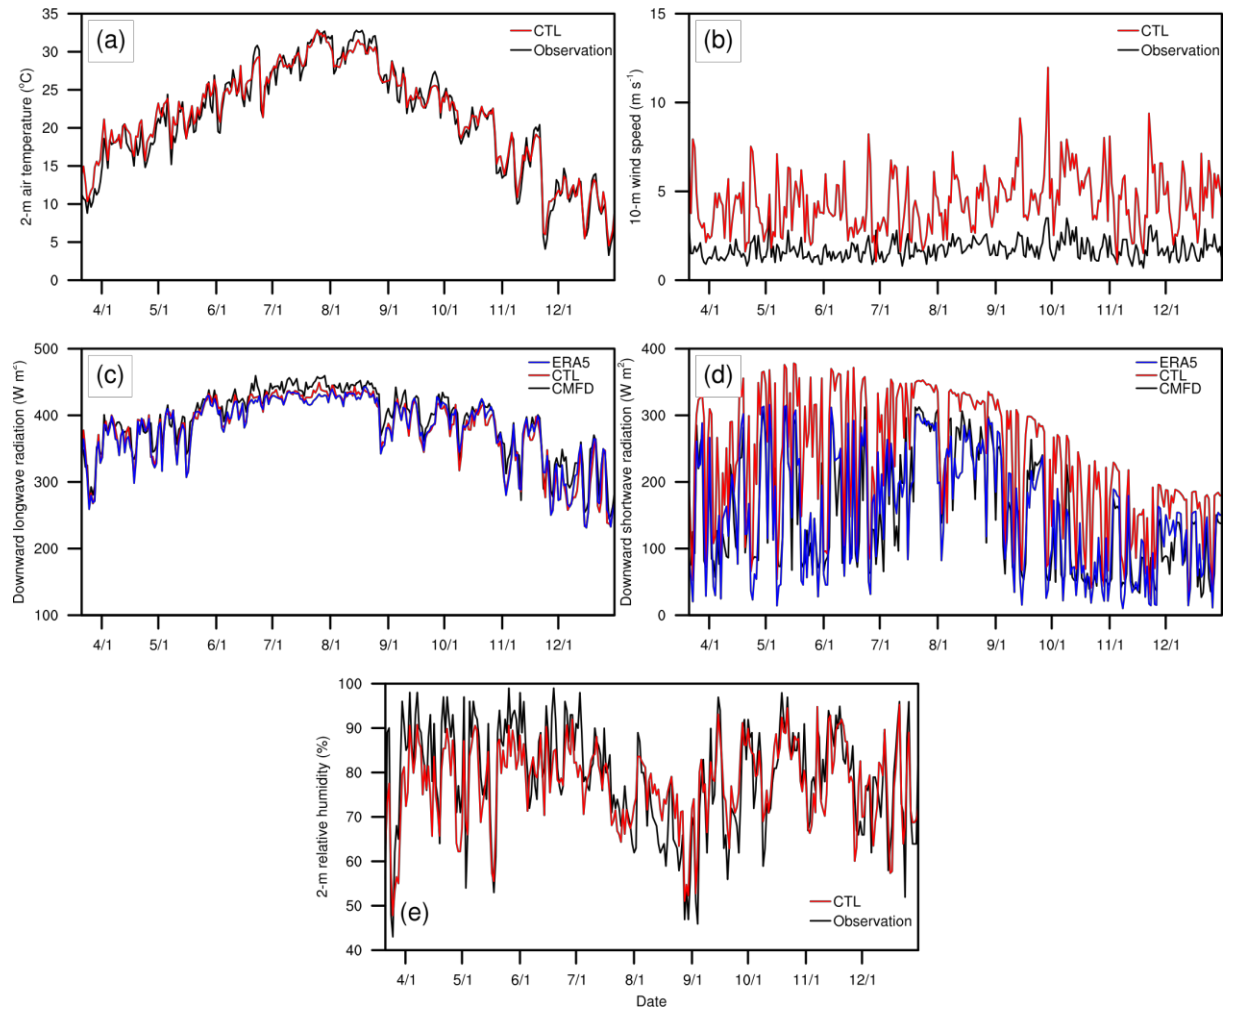 (a)
CTL
Observation
2-m air temperature (°C)
35
30
25
20
15
10
5
0
4/1 5/1 6/1 7/1 8/1 9/1 10/1 11/1 12/1
(b)
CTL
Observation
10-m wind speed (m s⁻¹)
15
10
5
0
4/1 5/1 6/1 7/1 8/1 9/1 10/1 11/1 12/1
(c)
ERA5
CTL
CMFD
Downward longwave radiation (W m²)
500
400
300
200
100
4/1 5/1 6/1 7/1 8/1 9/1 10/1 11/1 12/1
(d)
ERA5
CTL
CMFD
Downward shortwave radiation (W m²)
400
300
200
100
0
4/1 5/1 6/1 7/1 8/1 9/1 10/1 11/1 12/1
(e)
CTL
Observation
2-m relative humidity (%)
100
90
80
70
60
50
40
4/1 5/1 6/1 7/1 8/1 9/1 10/1 11/1 12/1
Date